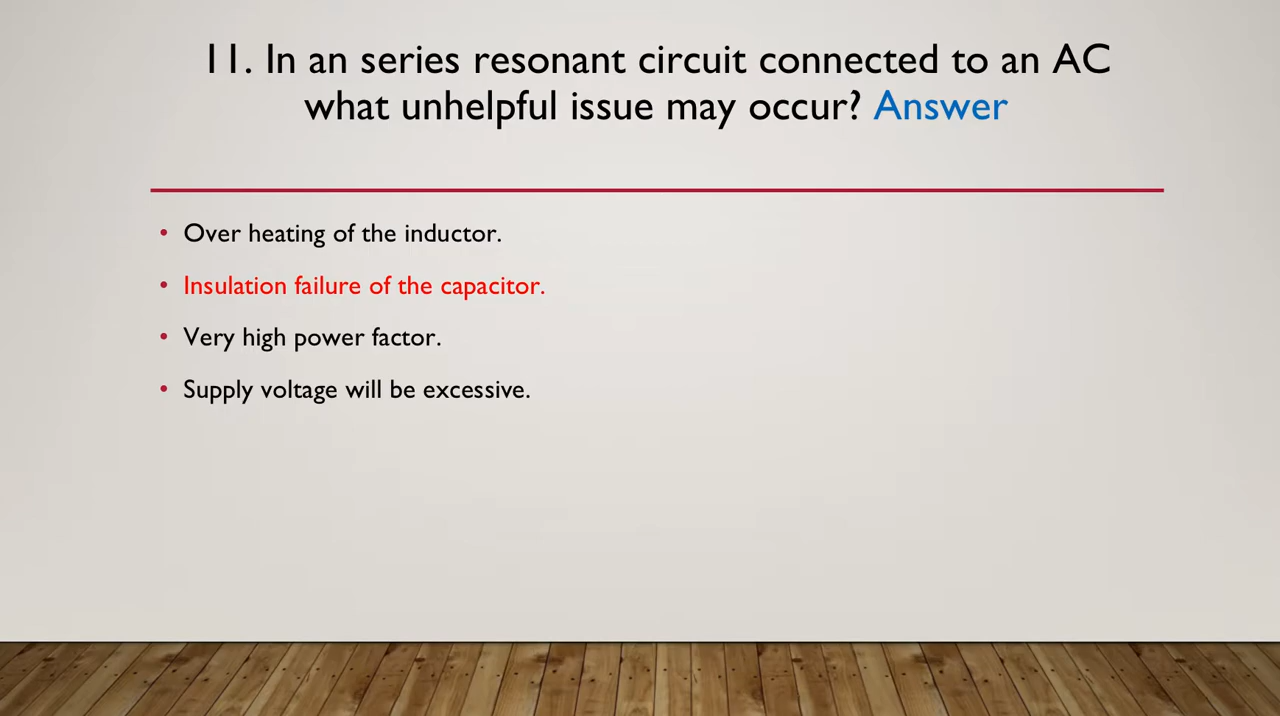 11. In an series resonant circuit connected to an AC
what unhelpful issue may occur? Answer
• Over heating of the inductor.
• Insulation failure of the capacitor.
• Very high power factor.
• Supply voltage will be excessive.